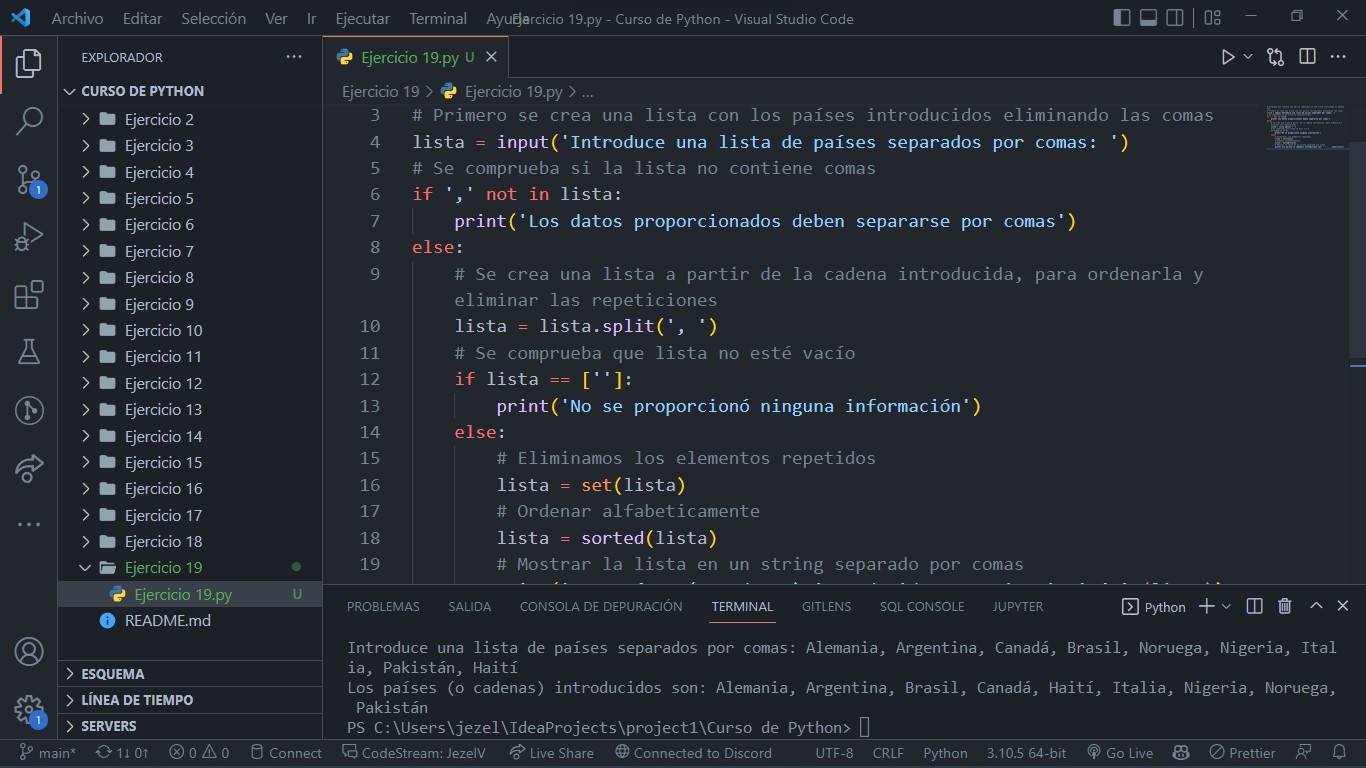 Archivo Editar Selección Ver Ir Ejecutar Terminal Ayuda Ejercicio 19.py - Curso de Python - Visual Studio Code
EXPLORADOR
CURSO DE PYTHON
Ejercicio 2
Ejercicio 3
Ejercicio 4
Ejercicio 5
Ejercicio 6
Ejercicio 7
Ejercicio 8
Ejercicio 9
Ejercicio 10
Ejercicio 11
Ejercicio 12
Ejercicio 13
Ejercicio 14
Ejercicio 15
Ejercicio 16
Ejercicio 17
Ejercicio 18
Ejercicio 19
Ejercicio 19.py U
README.md
ESQUEMA
LÍNEA DE TIEMPO
SERVERS
1
1
Ejercicio 19.py U
Ejercicio 19 > Ejercicio 19.py > ...
3 # Primero se crea una lista con los países introducidos eliminando las comas
4 lista = input('Introduce una lista de países separados por comas: ')
5 # Se comprueba si la lista no contiene comas
6 if ',' not in lista:
7 print('Los datos proporcionados deben separarse por comas')
8 else:
9 # Se crea una lista a partir de la cadena introducida, para ordenarla y
eliminar las repeticiones
10 lista = lista.split(', ')
11 # Se comprueba que lista no esté vacío
12 if lista == ['']:
13 print('No se proporcionó ninguna información')
14 else:
15 # Eliminamos los elementos repetidos
16 lista = set(lista)
17 # Ordenar alfabeticamente
18 lista = sorted(lista)
19 # Mostrar la lista en un string separado por comas
PROBLEMAS SALIDA CONSOLA DE DEPURACIÓN TERMINAL GITLENS SQL CONSOLE JUPYTER Python
Introduce una lista de países separados por comas: Alemania, Argentina, Canadá, Brasil, Noruega, Nigeria, Ital
ia, Pakistán, Haití
Los países (o cadenas) introducidos son: Alemania, Argentina, Brasil, Canadá, Haití, Italia, Nigeria, Noruega,
Pakistán
PS C:\Users\jezel\IdeaProjects\project1\Curso de Python>
main* 1↓ 0↑ 0 0 Connect CodeStream: JezelV Live Share Connected to Discord UTF-8 CRLF Python 3.10.5 64-bit Go Live Prettier